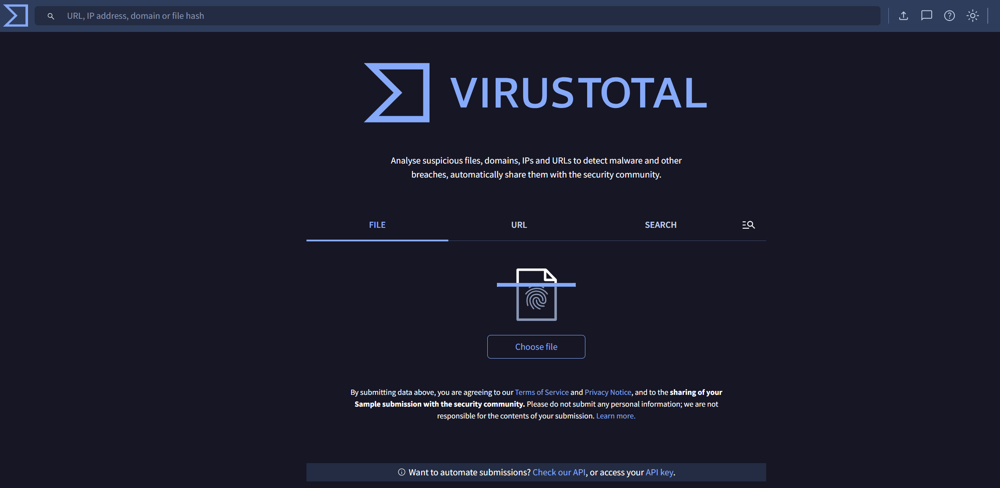 URL, IP address, domain or file hash
VIRUSTOTAL
Analyse suspicious files, domains, IPs and URLs to detect malware and other
breaches, automatically share them with the security community.
FILE
URL
SEARCH
Choose file
By submitting data above, you are agreeing to our Terms of Service and Privacy Notice, and to the sharing of your
Sample submission with the security community. Please do not submit any personal information; we are not
responsible for the contents of your submission. Learn more.
Want to automate submissions? Check our API, or access your API key.